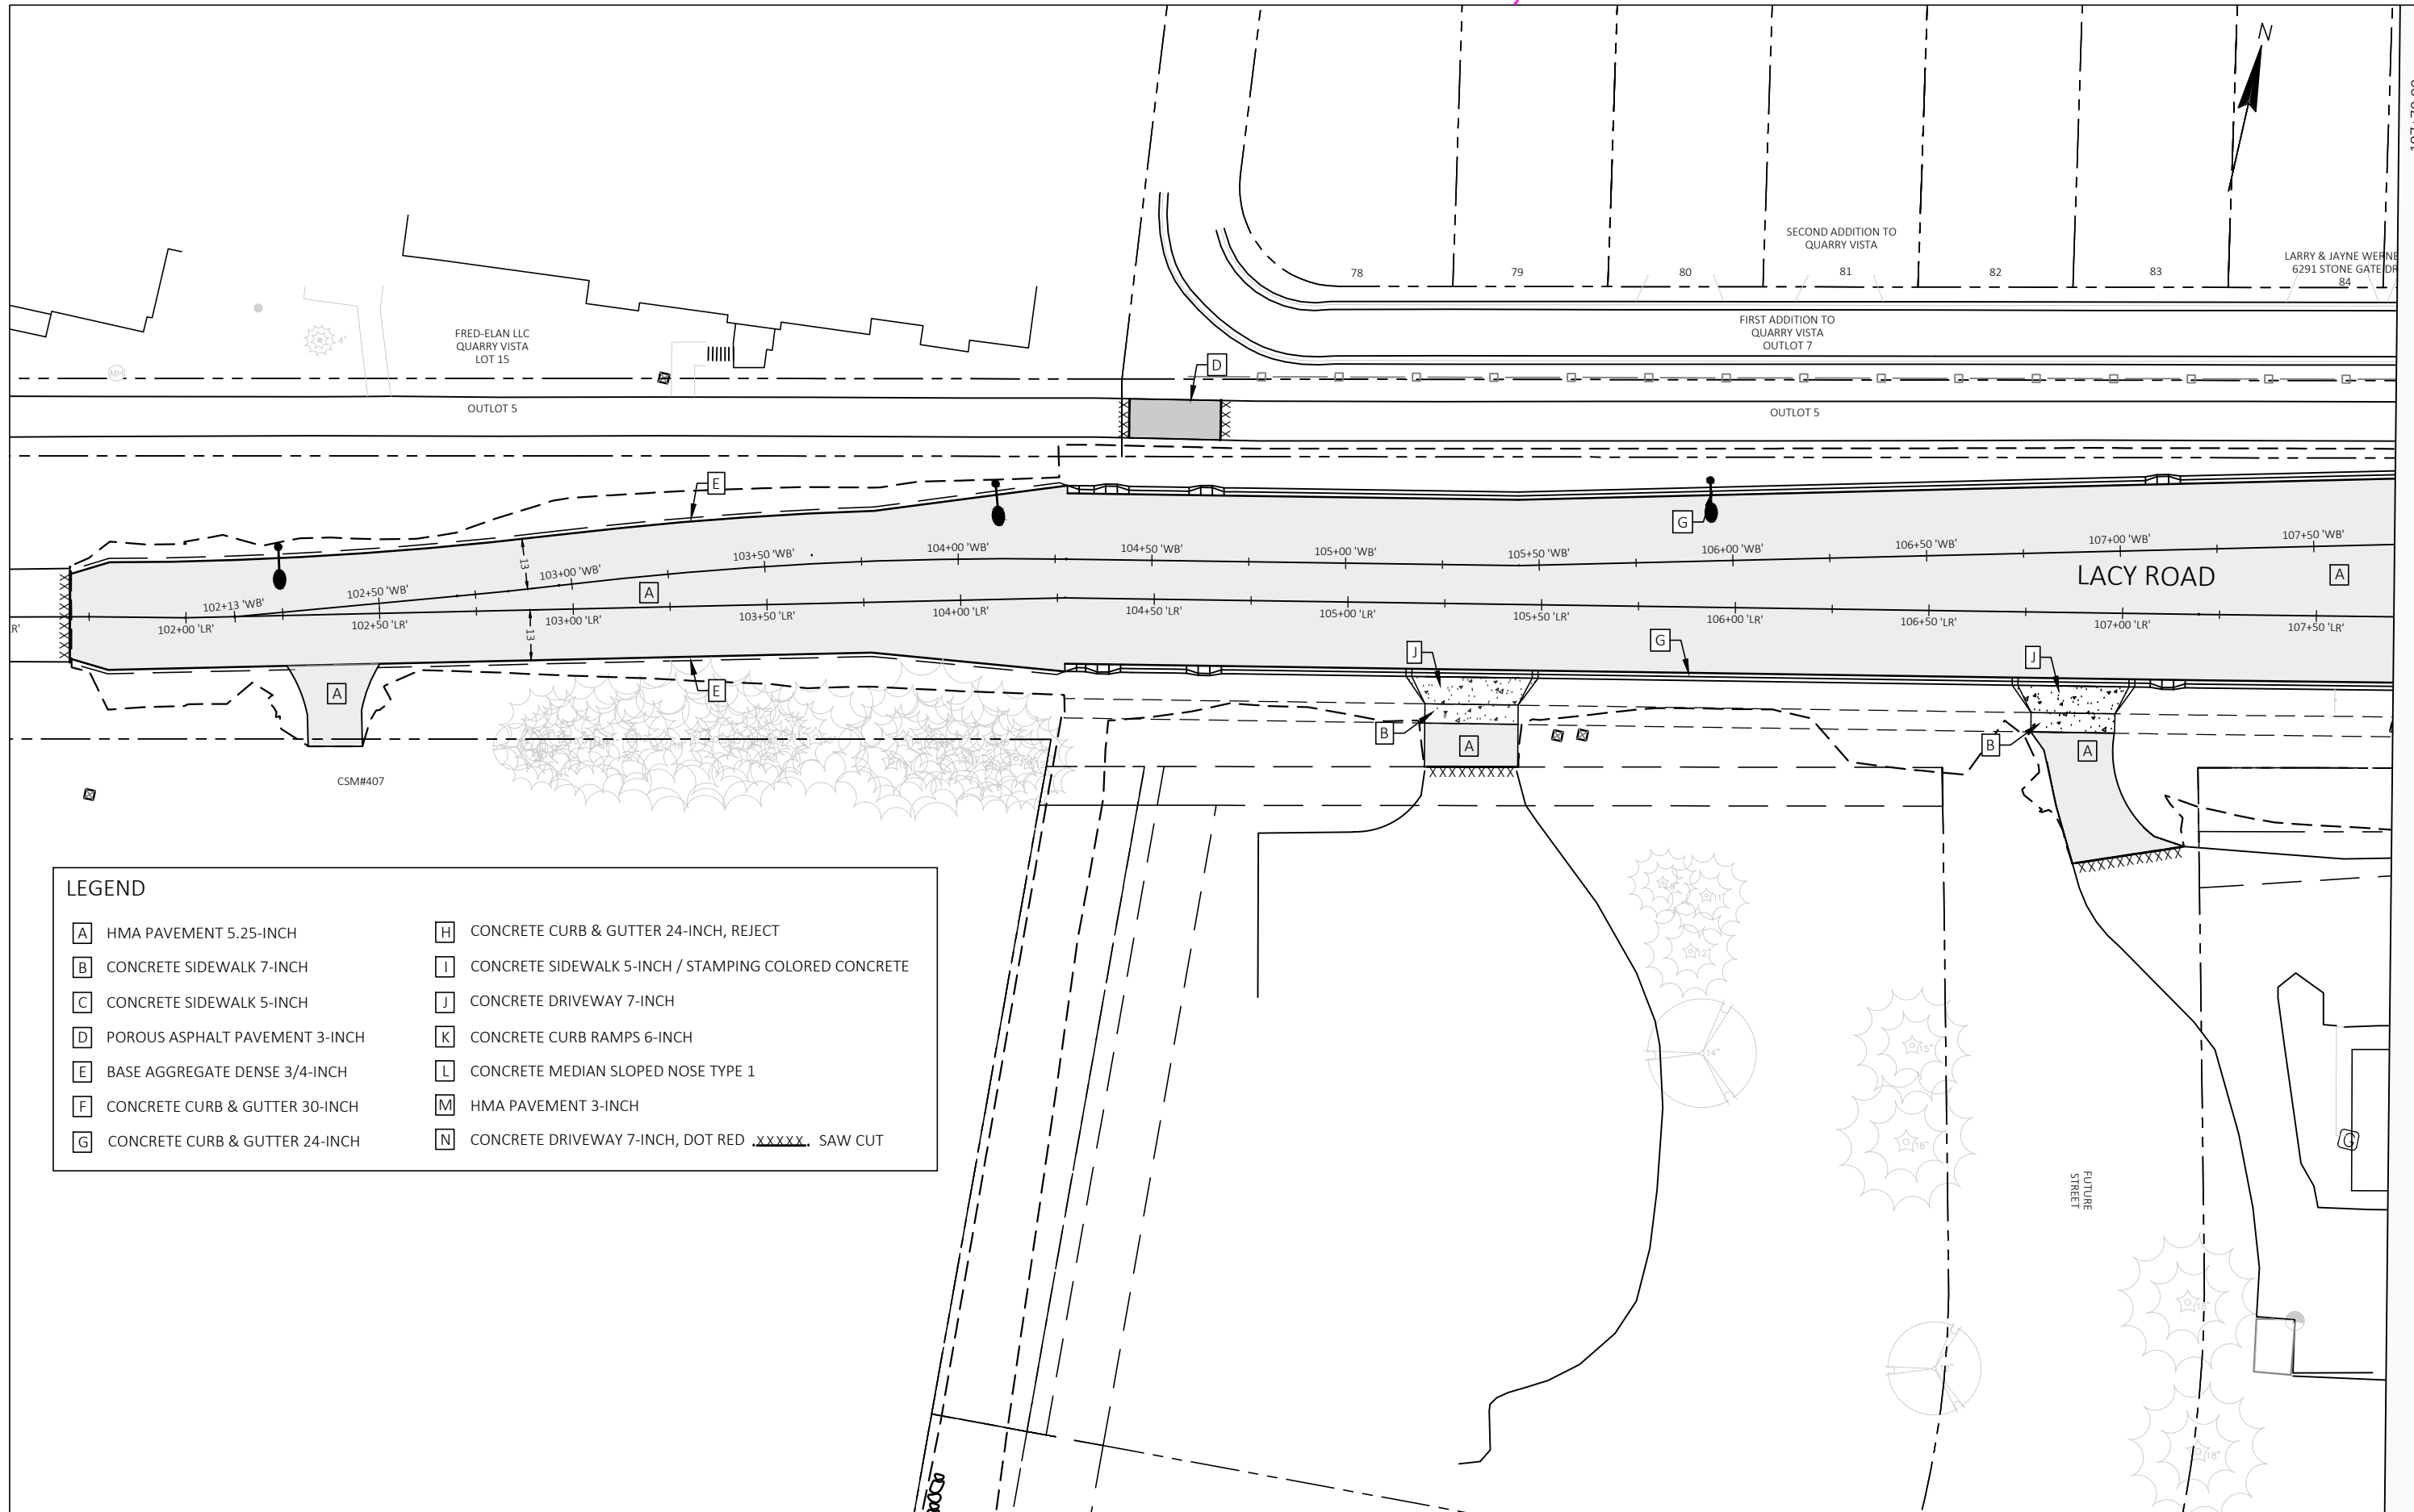 N
SECOND ADDITION TO
QUARRY VISTA
LARRY & JAYNE WERNE
6291 STONE GATE DR
78
79
80
81
82
83
84
FIRST ADDITION TO
QUARRY VISTA
OUTLOT 7
FRED-ELAN LLC
QUARRY VISTA
LOT 15
4"
MH
D
OUTLOT 5
OUTLOT 5
E
G
102+13 'WB'
102+50 'WB'
103+00 'WB'
103+50 'WB'
104+00 'WB'
104+50 'WB'
105+00 'WB'
105+50 'WB'
106+00 'WB'
106+50 'WB'
107+00 'WB'
107+50 'WB'
13
A
LACY ROAD
A
R'
102+00 'LR'
102+50 'LR'
103+00 'LR'
103+50 'LR'
104+00 'LR'
104+50 'LR'
105+00 'LR'
105+50 'LR'
106+00 'LR'
106+50 'LR'
107+00 'LR'
107+50 'LR'
13
J
G
J
A
E
B
A
B
A
CSM#407
11"
12"
14"
15"
18"
18"
18"
FUTURE
STREET
G
LEGEND
A HMA PAVEMENT 5.25-INCH
B CONCRETE SIDEWALK 7-INCH
C CONCRETE SIDEWALK 5-INCH
D POROUS ASPHALT PAVEMENT 3-INCH
E BASE AGGREGATE DENSE 3/4-INCH
F CONCRETE CURB & GUTTER 30-INCH
G CONCRETE CURB & GUTTER 24-INCH
H CONCRETE CURB & GUTTER 24-INCH, REJECT
I CONCRETE SIDEWALK 5-INCH / STAMPING COLORED CONCRETE
J CONCRETE DRIVEWAY 7-INCH
K CONCRETE CURB RAMPS 6-INCH
L CONCRETE MEDIAN SLOPED NOSE TYPE 1
M HMA PAVEMENT 3-INCH
N CONCRETE DRIVEWAY 7-INCH, DOT RED
XXXXX SAW CUT